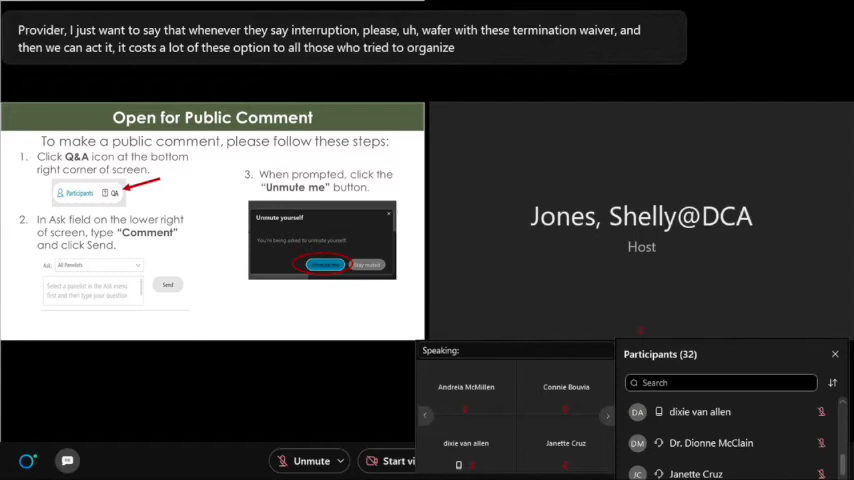 Provider, I just want to say that whenever they say interruption, please, uh, wafer with these termination waiver, and
then we can act it, it costs a lot of these option to all those who tried to organize
Open for Public Comment
To make a public comment, please follow these steps:
1. Click Q&A icon at the bottom
right corner of screen.
Participants
QA
2. In Ask field on the lower right
of screen, type “Comment”
and click Send.
Ask:
All Panelists
Select a panelist in the Ask menu
first and then type your question
Send
3. When prompted, click the
“Unmute me” button.
Unmute yourself
You're being asked to unmute yourself.
Unmute me
Stay muted
Jones, Shelly@DCA
Host
Speaking:
Andreia McMillen
Connie Bouvia
dixie van allen
Janette Cruz
Participants (32)
Search
DA
dixie van allen
DM
Dr. Dionne McClain
JC
Janette Cruz
Unmute
Start vi